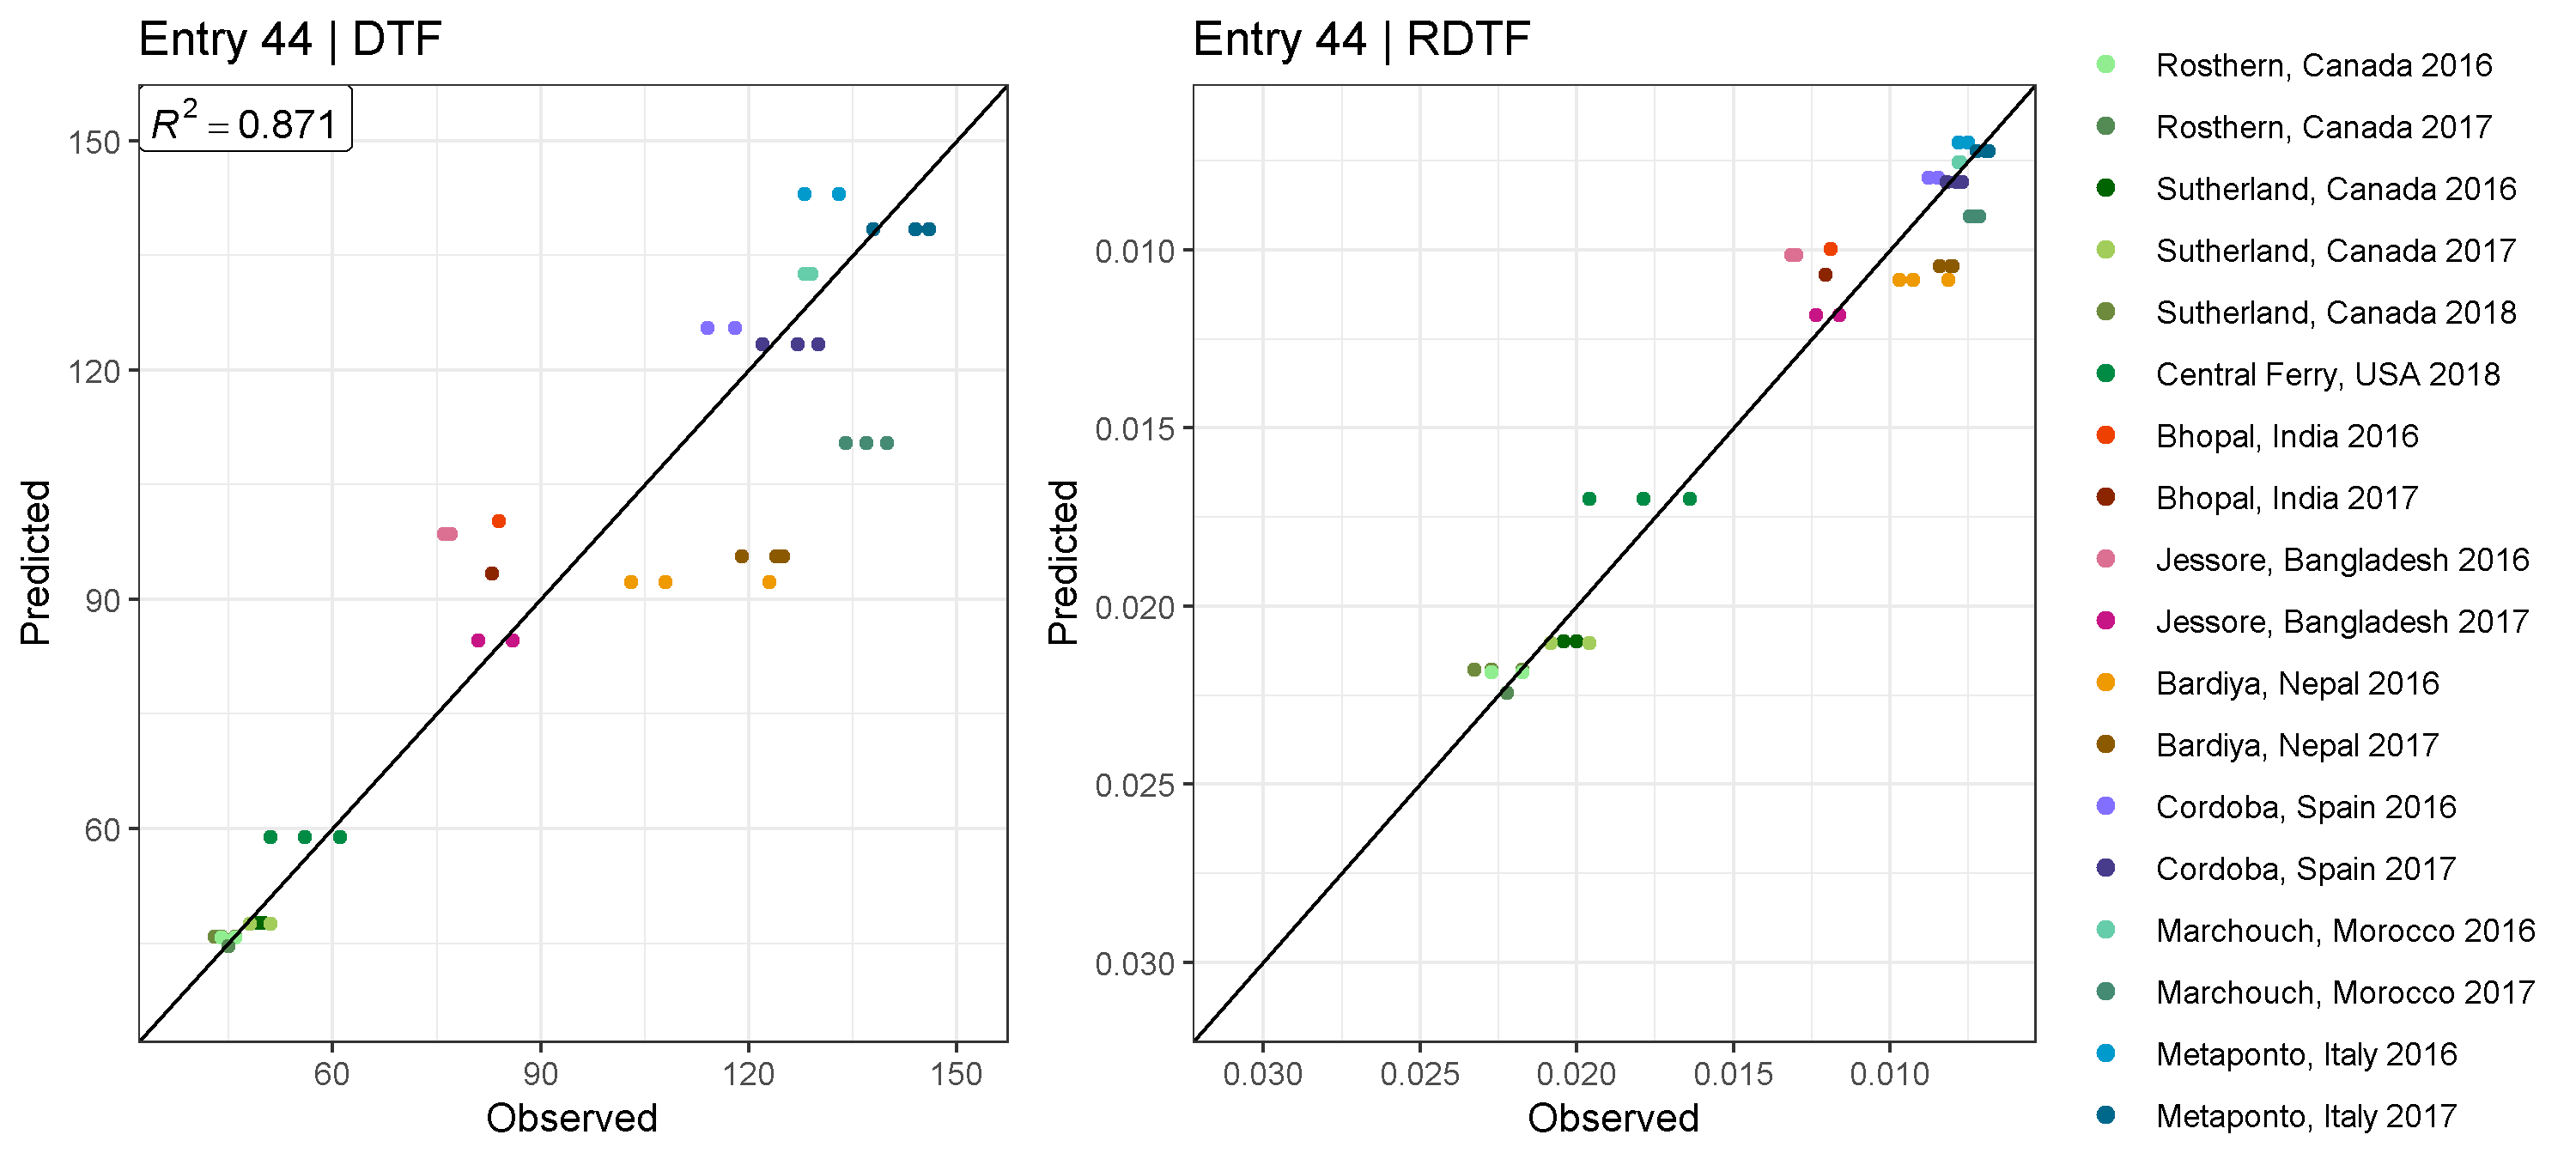 Entry 44 | DTF
R² = 0.871
150
120
90
60
Predicted
60 90 120 150
Observed
Entry 44 | RDTF
0.010
0.015
0.020
0.025
0.030
Predicted
0.030 0.025 0.020 0.015 0.010
Observed
Rosthern, Canada 2016
Rosthern, Canada 2017
Sutherland, Canada 2016
Sutherland, Canada 2017
Sutherland, Canada 2018
Central Ferry, USA 2018
Bhopal, India 2016
Bhopal, India 2017
Jessore, Bangladesh 2016
Jessore, Bangladesh 2017
Bardiya, Nepal 2016
Bardiya, Nepal 2017
Cordoba, Spain 2016
Cordoba, Spain 2017
Marchouch, Morocco 2016
Marchouch, Morocco 2017
Metaponto, Italy 2016
Metaponto, Italy 2017